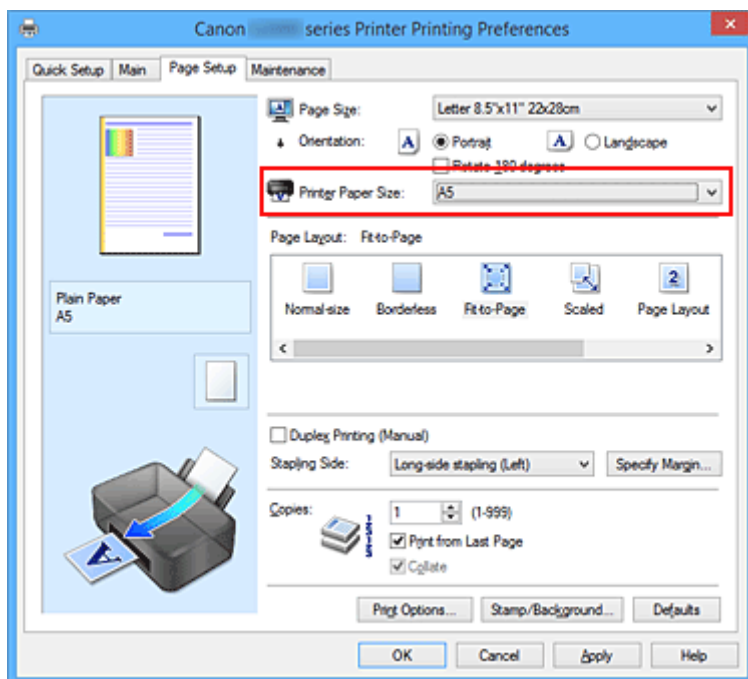 Canon series Printer Printing Preferences
Quick Setup Main Page Setup Maintenance
Page Size: Letter 8.5"x11" 22x28cm
Orientation: A Portrait A Landscape
Rotate 180 degrees
Printer Paper Size: A5
Page Layout: Fit-to-Page
Normal-size Borderless Fit-to-Page Scaled Page Layout
2
Plain Paper
A5
Duplex Printing (Manual)
Stapling Side: Long-side stapling (Left) Specify Margin...
Copies: 1 (1-999)
Print from Last Page
Collate
A
Print Options... Stamp/Background... Defaults
OK Cancel Apply Help